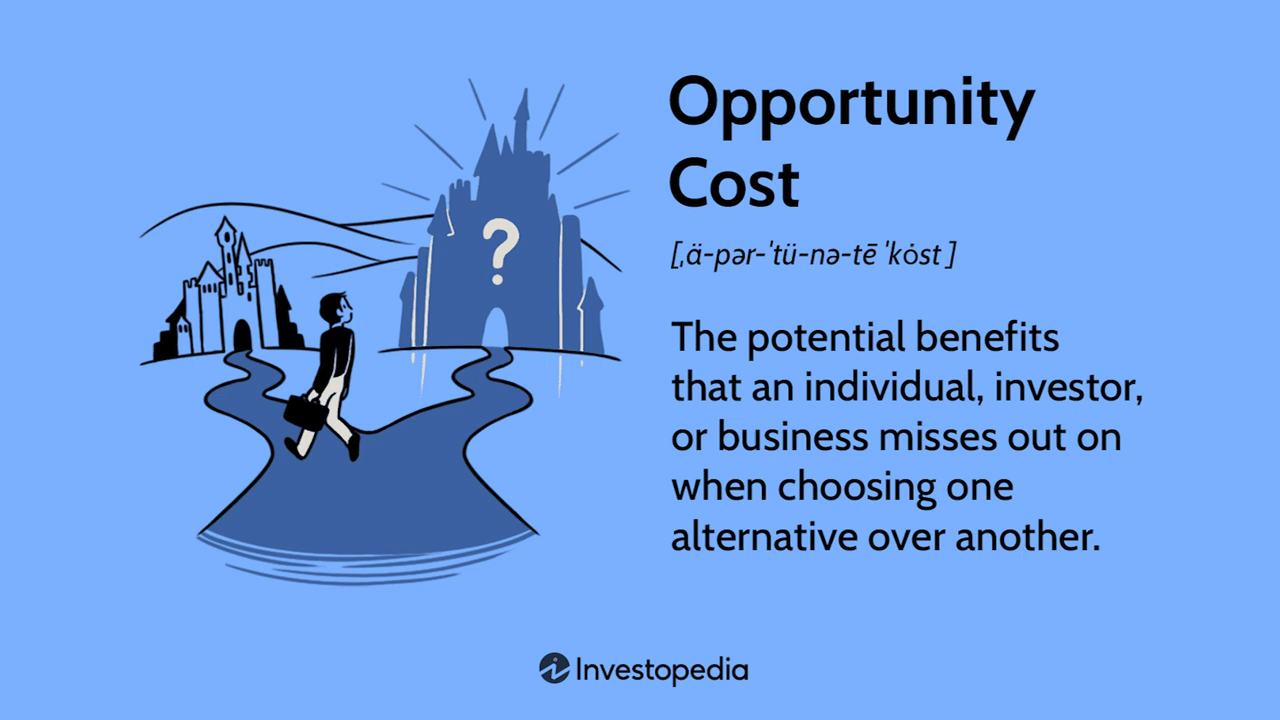 ?
Opportunity
Cost
[ˌä-pər-ˈtü-nə-tē ˈkȯst]
The potential benefits
that an individual, investor,
or business misses out on
when choosing one
alternative over another.
Investopedia